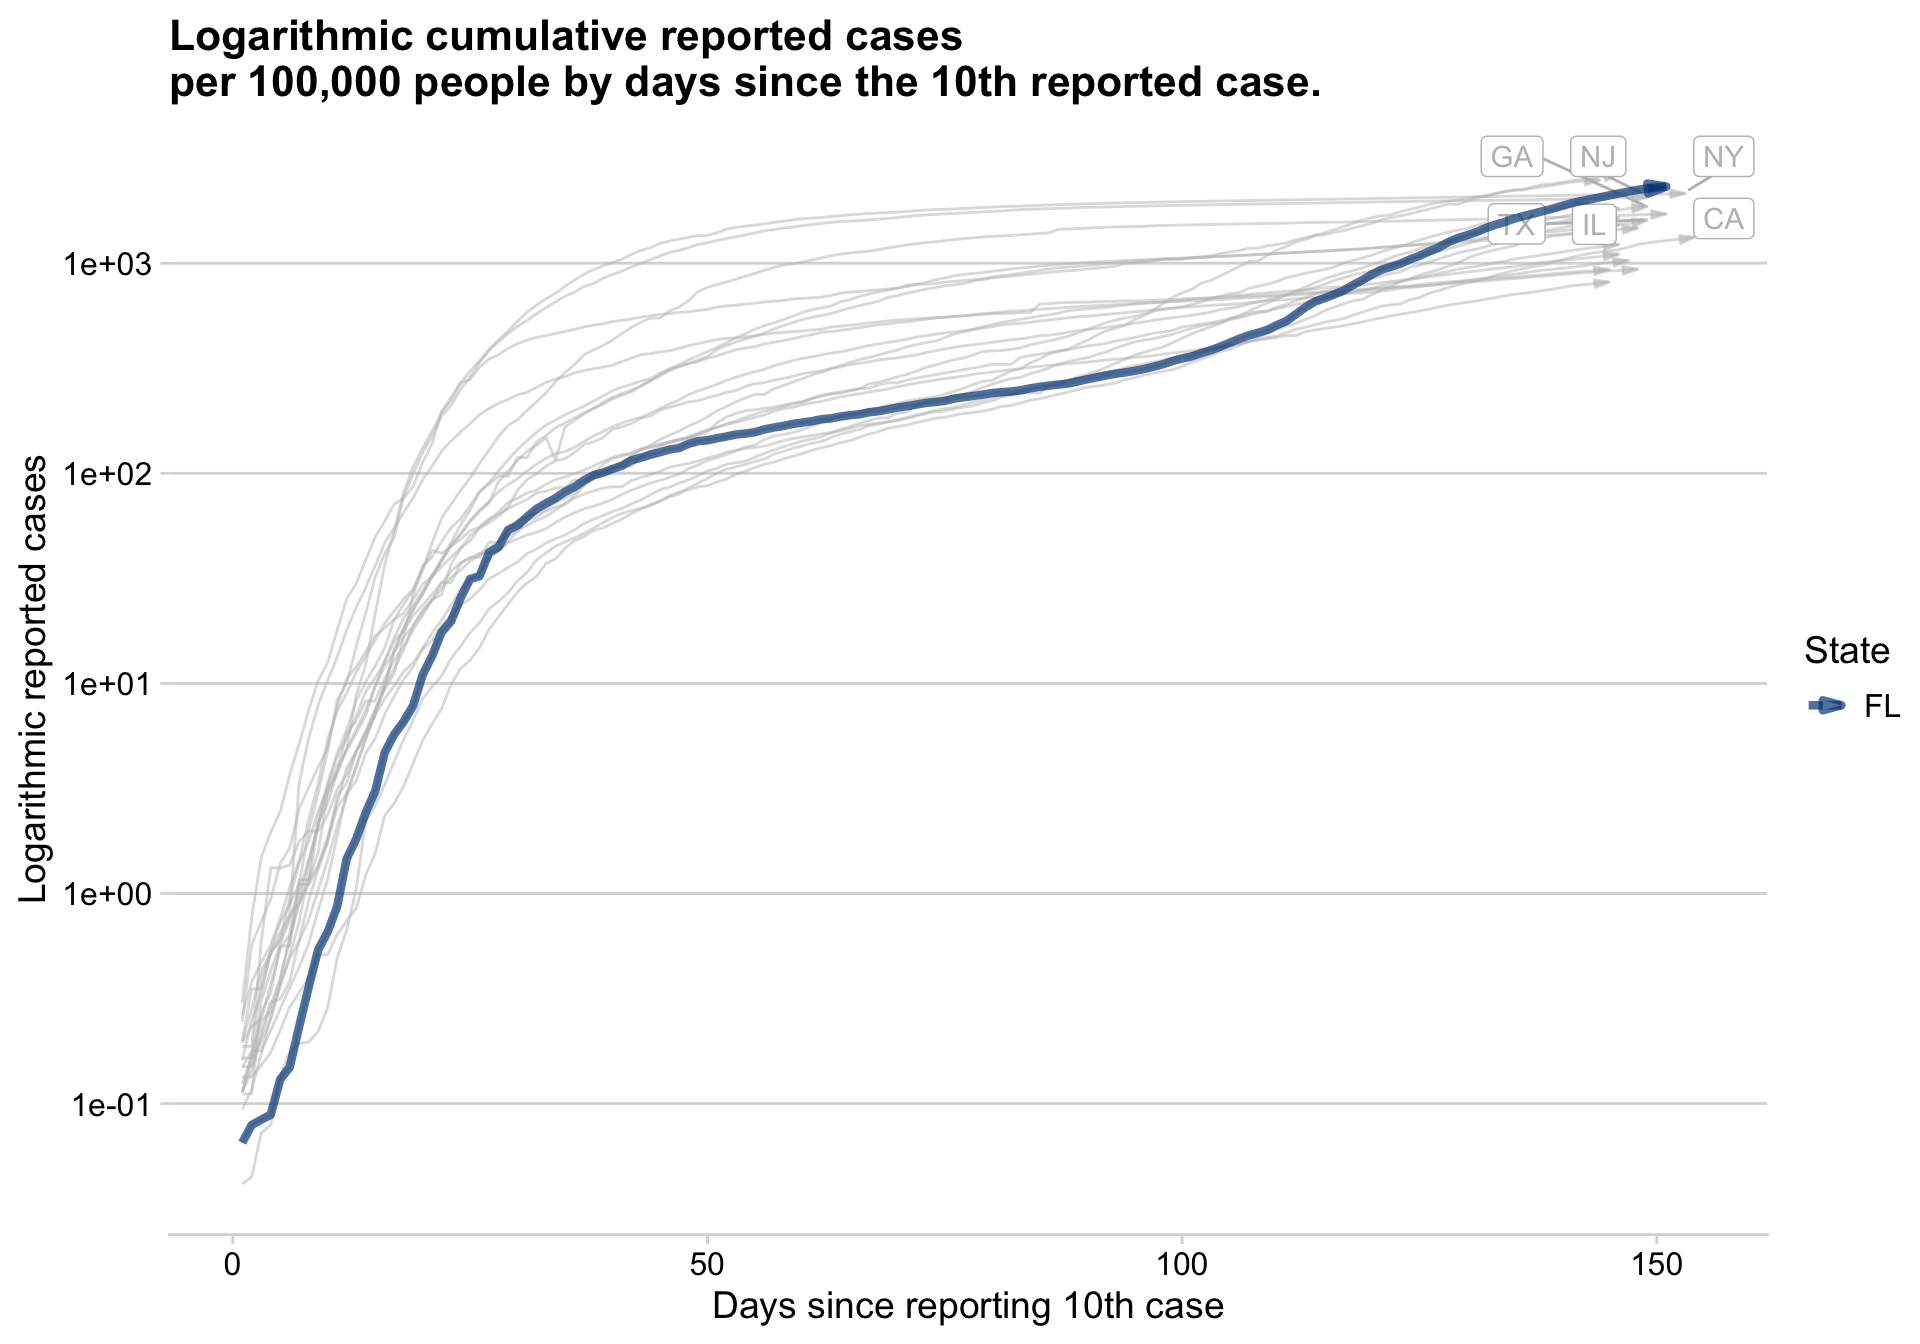 Logarithmic cumulative reported cases
per 100,000 people by days since the 10th reported case.
GA
NJ
NY
TX
IL
CA
1e+03
1e+02
1e+01
1e+00
1e-01
Logarithmic reported cases
0
50
100
150
Days since reporting 10th case
State
FL